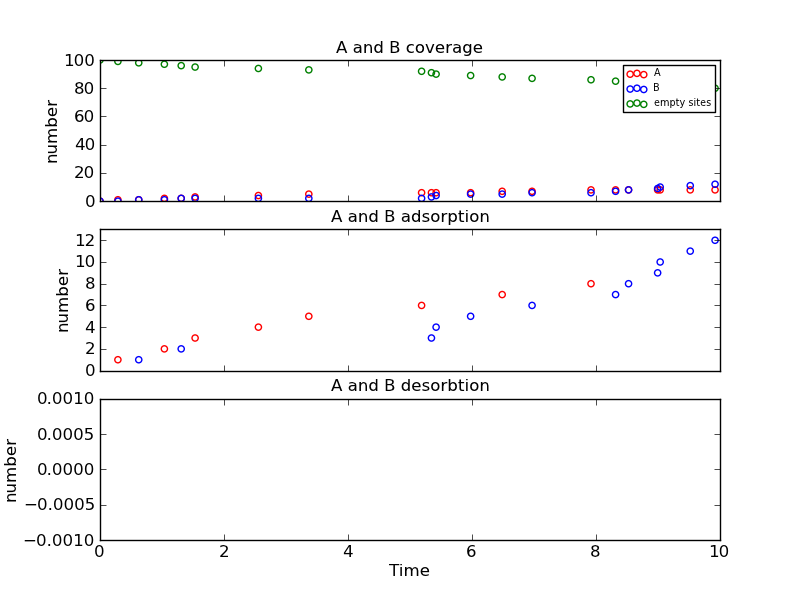 A and B coverage
100
80
60
40
20
0
number
A
B
empty sites
A and B adsorption
12
10
8
6
4
2
0
number
A and B desorbtion
0.0010
0.0005
0.0000
−0.0005
−0.0010
number
0 2 4 6 8 10
Time